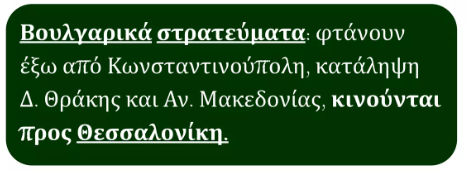 Βουλγαρικά στρατεύματα: φτάνουν
έξω από Κωνσταντινούπολη, κατάληψη
Δ. Θράκης και Αν. Μακεδονίας, κινούνται
προς Θεσσαλονίκη.